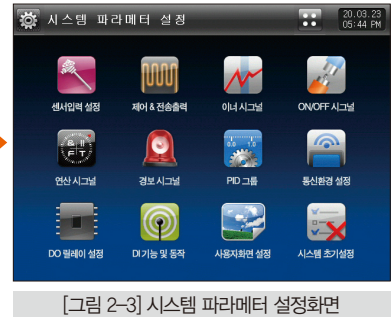 시스템 파라메터 설정
20.03.23
05:44 PM
센서입력 설정
제어 & 전송출력
이너 시그널
ON/OFF 시그널
& ||
F T
연산 시그널
경보 시그널
0.0 1.0
PID 그룹
통신환경 설정
DO 릴레이 설정
DI 기능 및 동작
사용자화면 설정
시스템 초기설정
[그림 2-3] 시스템 파라메터 설정화면